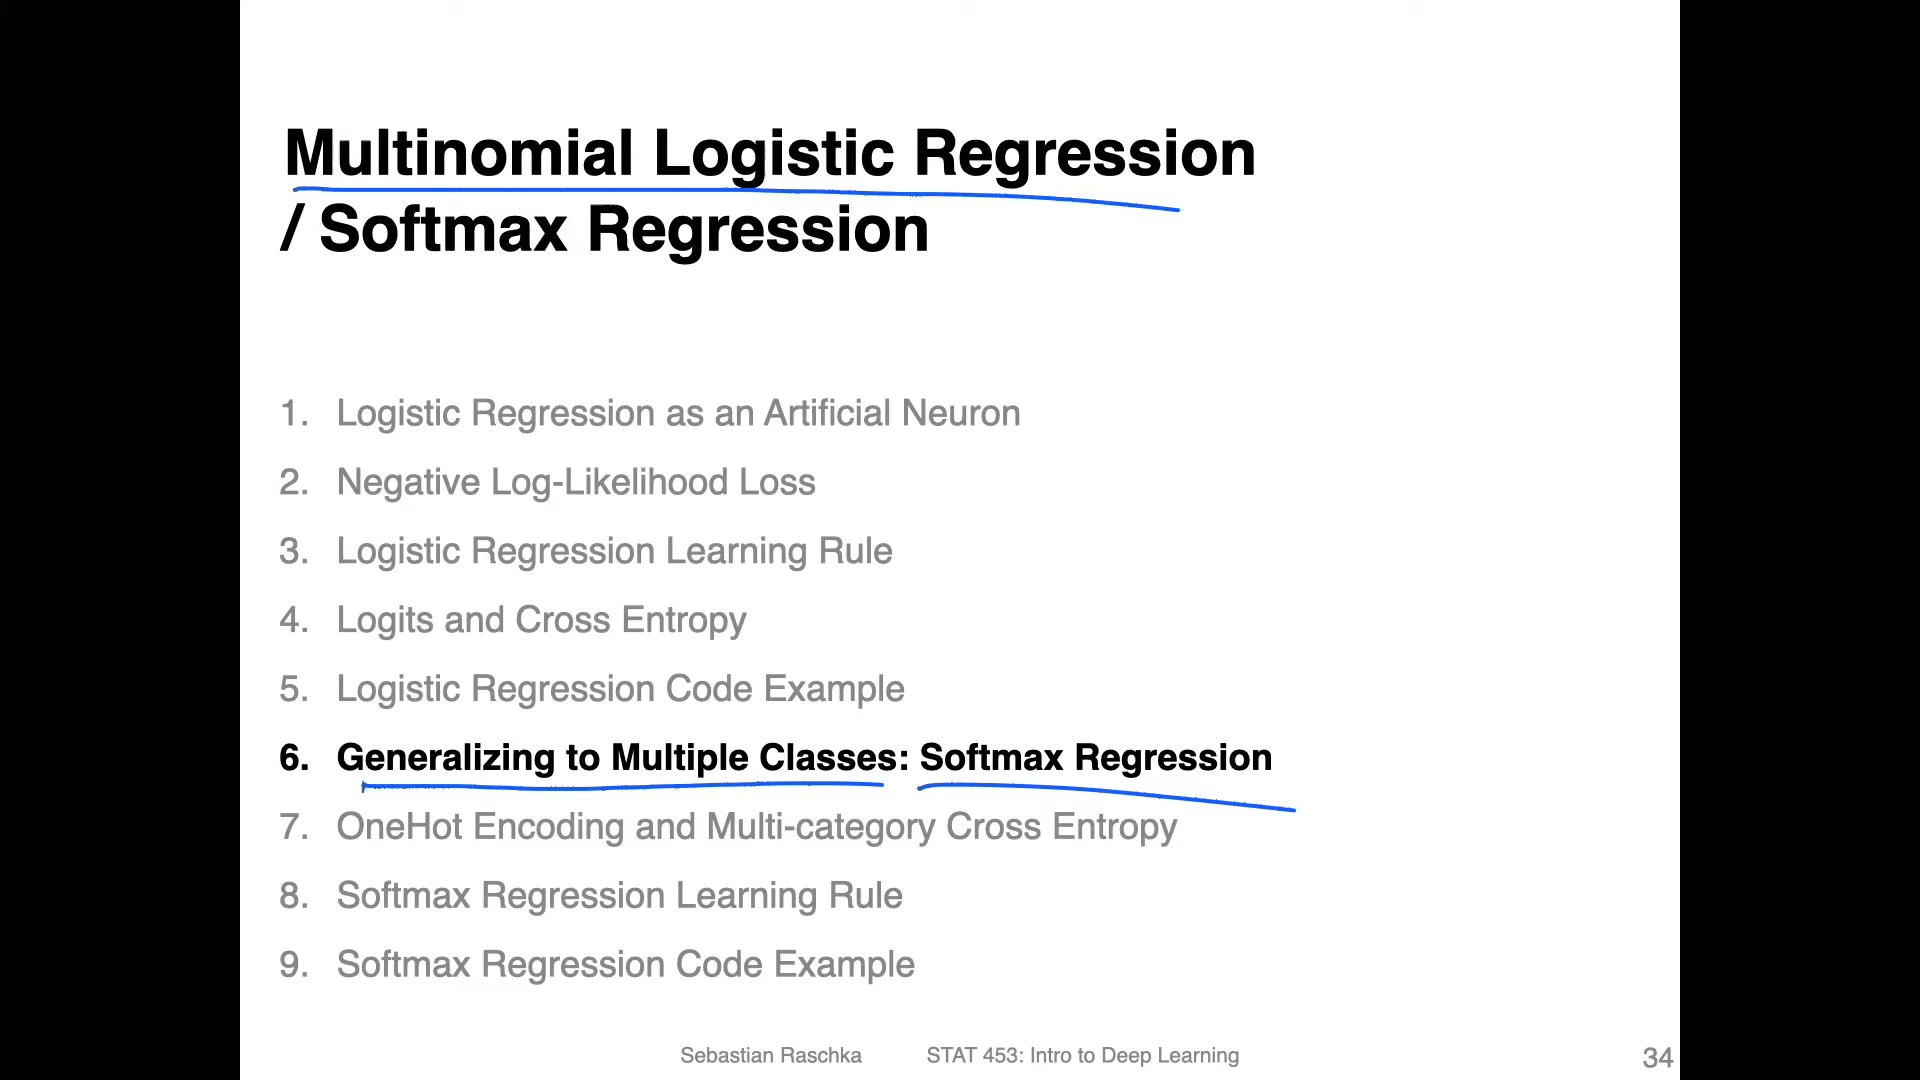 Multinomial Logistic Regression
/ Softmax Regression
1. Logistic Regression as an Artificial Neuron
2. Negative Log-Likelihood Loss
3. Logistic Regression Learning Rule
4. Logits and Cross Entropy
5. Logistic Regression Code Example
6. Generalizing to Multiple Classes: Softmax Regression
7. OneHot Encoding and Multi-category Cross Entropy
8. Softmax Regression Learning Rule
9. Softmax Regression Code Example
Sebastian Raschka STAT 453: Intro to Deep Learning 34